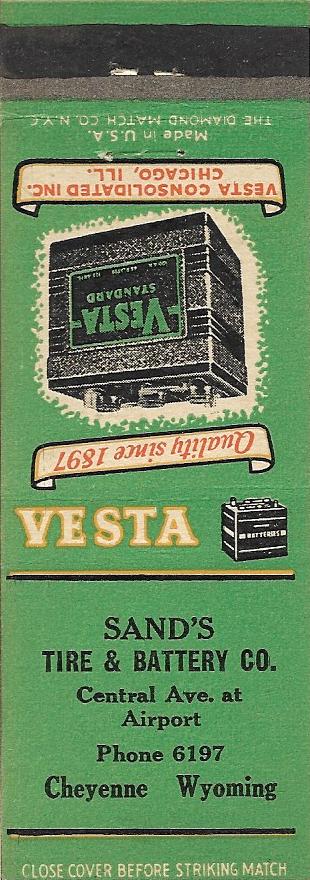 Made in U.S.A.
THE DIAMOND MATCH CO. N.Y.C.
VESTA CONSOLIDATED INC.
CHICAGO, ILL.
VESTA
STANDARD
Quality since 1897
VESTA
BATTERIES
SAND'S
TIRE & BATTERY CO.
Central Ave. at
Airport
Phone 6197
Cheyenne Wyoming
CLOSE COVER BEFORE STRIKING MATCH